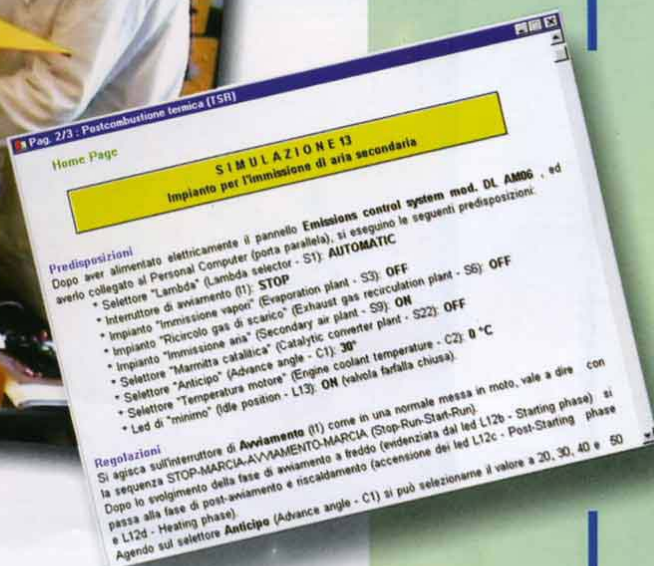 Pag. 2/3 : Postcombustione termica (TSR)
Home Page
SIMULAZIONE 13
Impianto per l'immissione di aria secondaria
Predisposizioni
Dopo aver alimentato elettricamente il pannello Emissions control system mod. DL AM06 , ed
averlo collegato al Personal Computer (porta parallela), si eseguino le seguenti predisposizioni:
* Selettore "Lambda" (Lambda selector - S1): AUTOMATIC
* Interruttore di avviamento (I1): STOP
* Impianto "Immissione vapori" (Evaporation plant - S3): OFF
* Impianto "Ricircolo gas di scarico" (Exhaust gas recirculation plant - S6): OFF
* Impianto "Immissione aria" (Secondary air plant - S9): ON
* Selettore "Marmitta catalitica" (Catalytic converter plant - S22): OFF
* Selettore "Anticipo" (Advance angle - C1): 30°
* Selettore "Temperatura motore" (Engine coolant temperature - C2): 0 °C
* Led di "minimo" (Idle position - L13): ON (valvola farfalla chiusa).
Regolazioni
Si agisca sull'interruttore di Avviamento (I1) come in una normale messa in moto, vale a dire con
la sequenza STOP-MARCIA-AVVIAMENTO-MARCIA (Stop-Run-Start-Run).
Dopo lo svolgimento della fase di avviamento a freddo (evidenziata dal led L12b - Starting phase) si
passa alla fase di post-avviamento e riscaldamento (accensione dei led L12c - Post-Starting phase
e L12d - Heating phase).
Agendo sul selettore Anticipo (Advance angle - C1) si può selezionarne il valore a 20, 30, 40 e 50